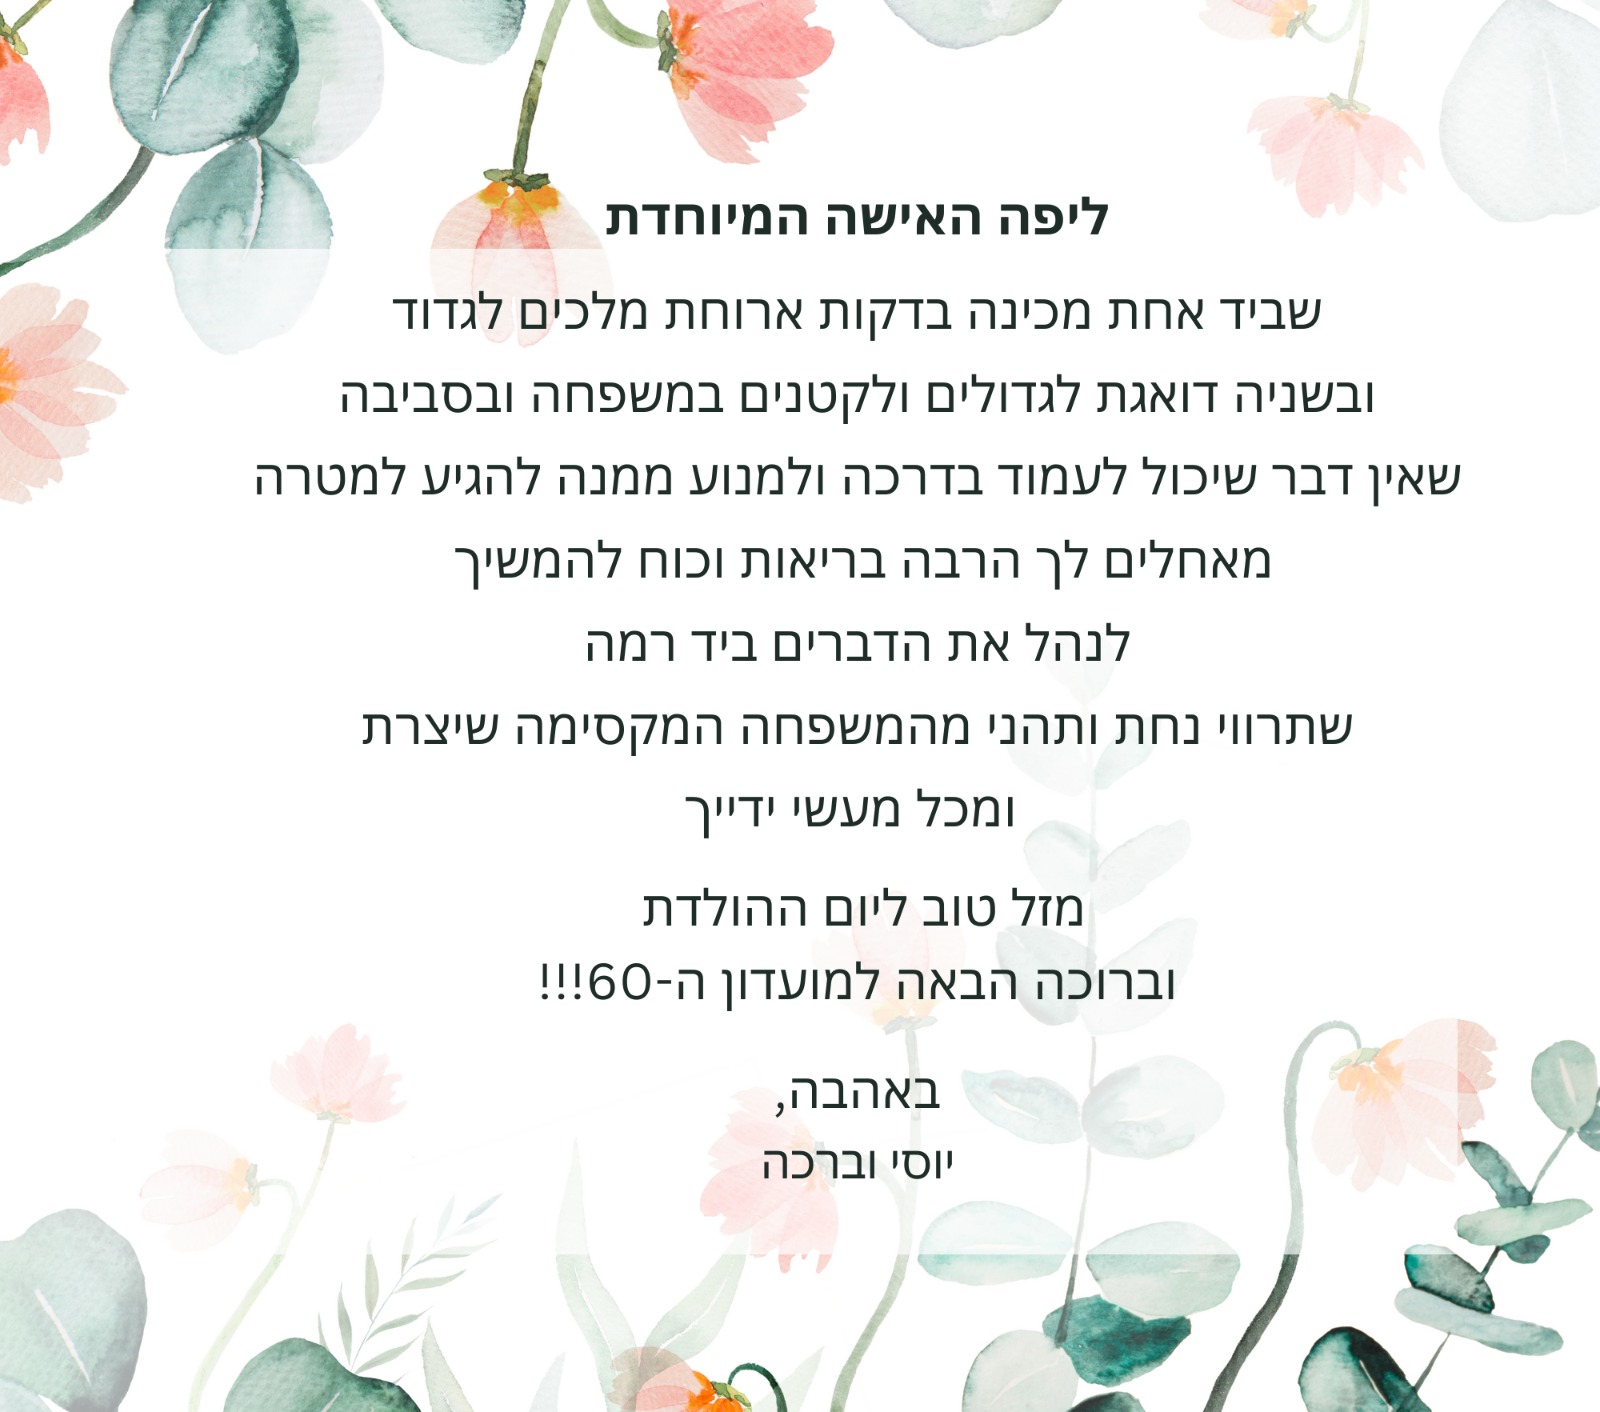 ליפה האישה המיוחדת
שביד אחת מכינה בדקות ארוחת מלכים לגדוד
ובשניה דואגת לגדולים ולקטנים במשפחה ובסביבה
שאין דבר שיכול לעמוד בדרכה ולמנוע ממנה להגיע למטרה
מאחלים לך הרבה בריאות וכוח להמשיך
לנהל את הדברים ביד רמה
שתרווי נחת ותהני מהמשפחה המקסימה שיצרת
ומכל מעשי ידייך
מזל טוב ליום ההולדת
וברוכה הבאה למועדון ה-60!!!
באהבה,
יוסי וברכה